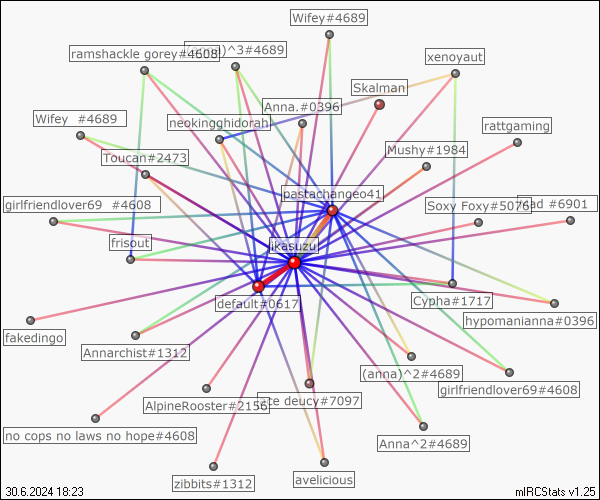 Wifey#4689
ramshackle gorey#4608
)^3#4689
xenoyaut
Skalman
Anna.#0396
Wifey #4689
neokingghidorah
rattgaming
Mushy#1984
Toucan#2473
pastachangeo41
girlfriendlover69 #4608
Soxy Foxy#5076
#6901
frisout
jikasuzu
default#0617
Cypha#1717
hypomanianna#0396
fakedingo
Annarchist#1312
(anna)^2#4689
girlfriendlover69#4608
AlpineRooster#2156
ce deucy#7097
no cops no laws no hope#4608
Anna^2#4689
zibbits#1312
avelicious
30.6.2024 18:23
mIRCStats v1.25